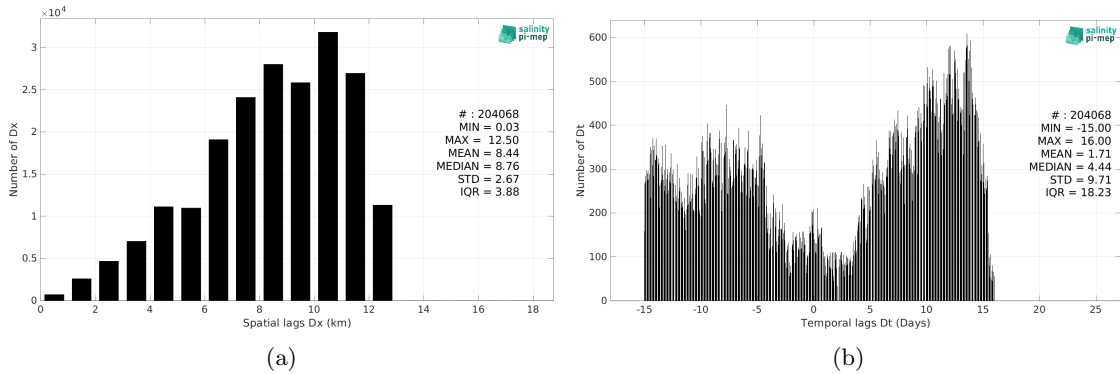 ×10⁴
3
2.5
2
1.5
1
0.5
0
Number of Dx
0 2 4 6 8 10 12 14 16 18
Spatial lags Dx (km)
salinity
pi-mep
# : 204068
MIN = 0.03
MAX = 12.50
MEAN = 8.44
MEDIAN = 8.76
STD = 2.67
IQR = 3.88
(a)
600
500
400
300
200
100
0
Number of Dt
-15 -10 -5 0 5 10 15 20 25
Temporal lags Dt (Days)
salinity
pi-mep
# : 204068
MIN = -15.00
MAX = 16.00
MEAN = 1.71
MEDIAN = 4.44
STD = 9.71
IQR = 18.23
(b)